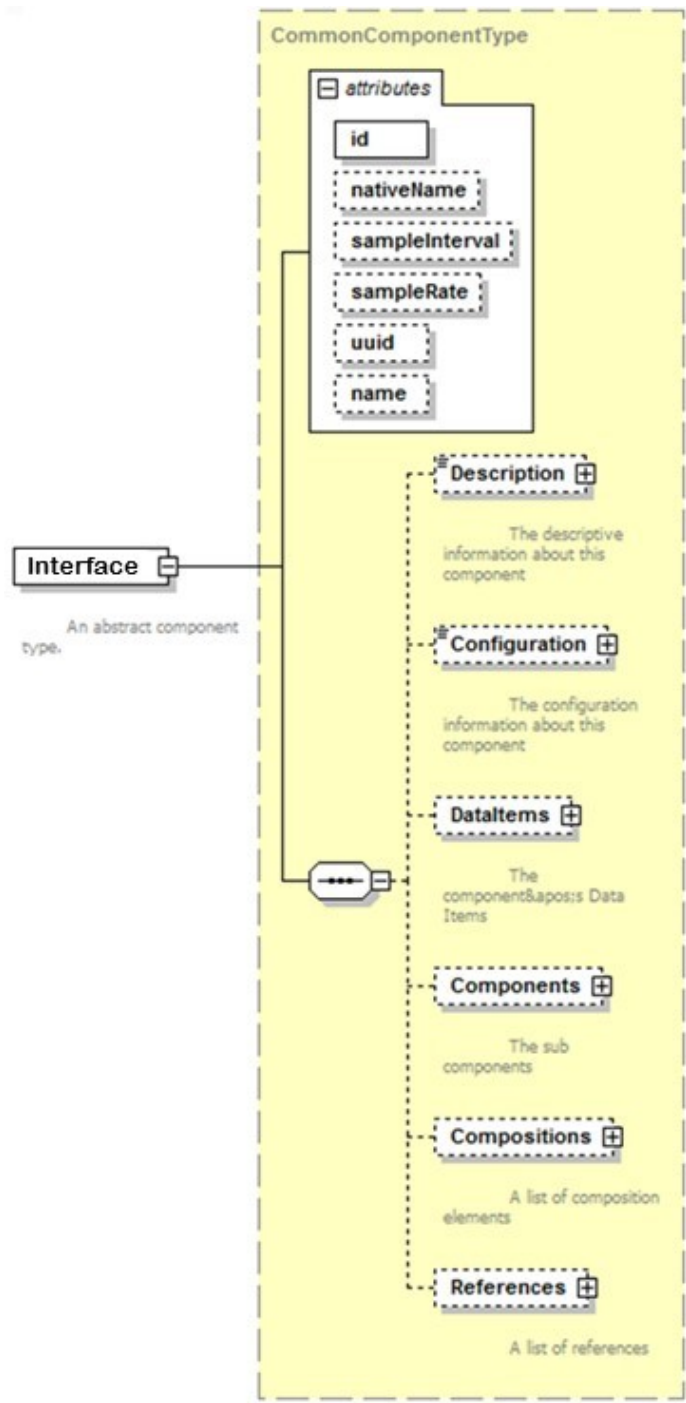 CommonComponentType
attributes
id
nativeName
sampleInterval
sampleRate
uuid
name
Interface
An abstract component
type.
Description
The descriptive
information about this
component
Configuration
The configuration
information about this
component
DataItems
The
component&apos;s Data
Items
Components
The sub
components
Compositions
A list of composition
elements
References
A list of references